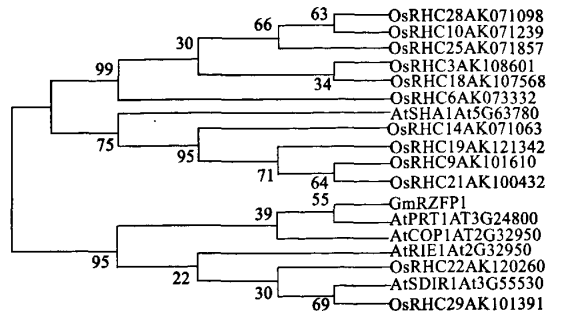 63 OsRHC28AK071098
66 OsRHC10AK071239
30 OsRHC25AK071857
OsRHC3AK108601
99 34 OsRHC18AK107568
OsRHC6AK073332
AtSHA1At5G63780
75 OsRHC14AK071063
95 OsRHC19AK121342
OsRHC9AK101610
71 64 OsRHC21AK100432
55 GmRZFP1
39 AtPRT1AT3G24800
AtCOP1AT2G32950
95 AtRIE1At2G32950
22 OsRHC22AK120260
30 AtSDIR1At3G55530
69 OsRHC29AK101391